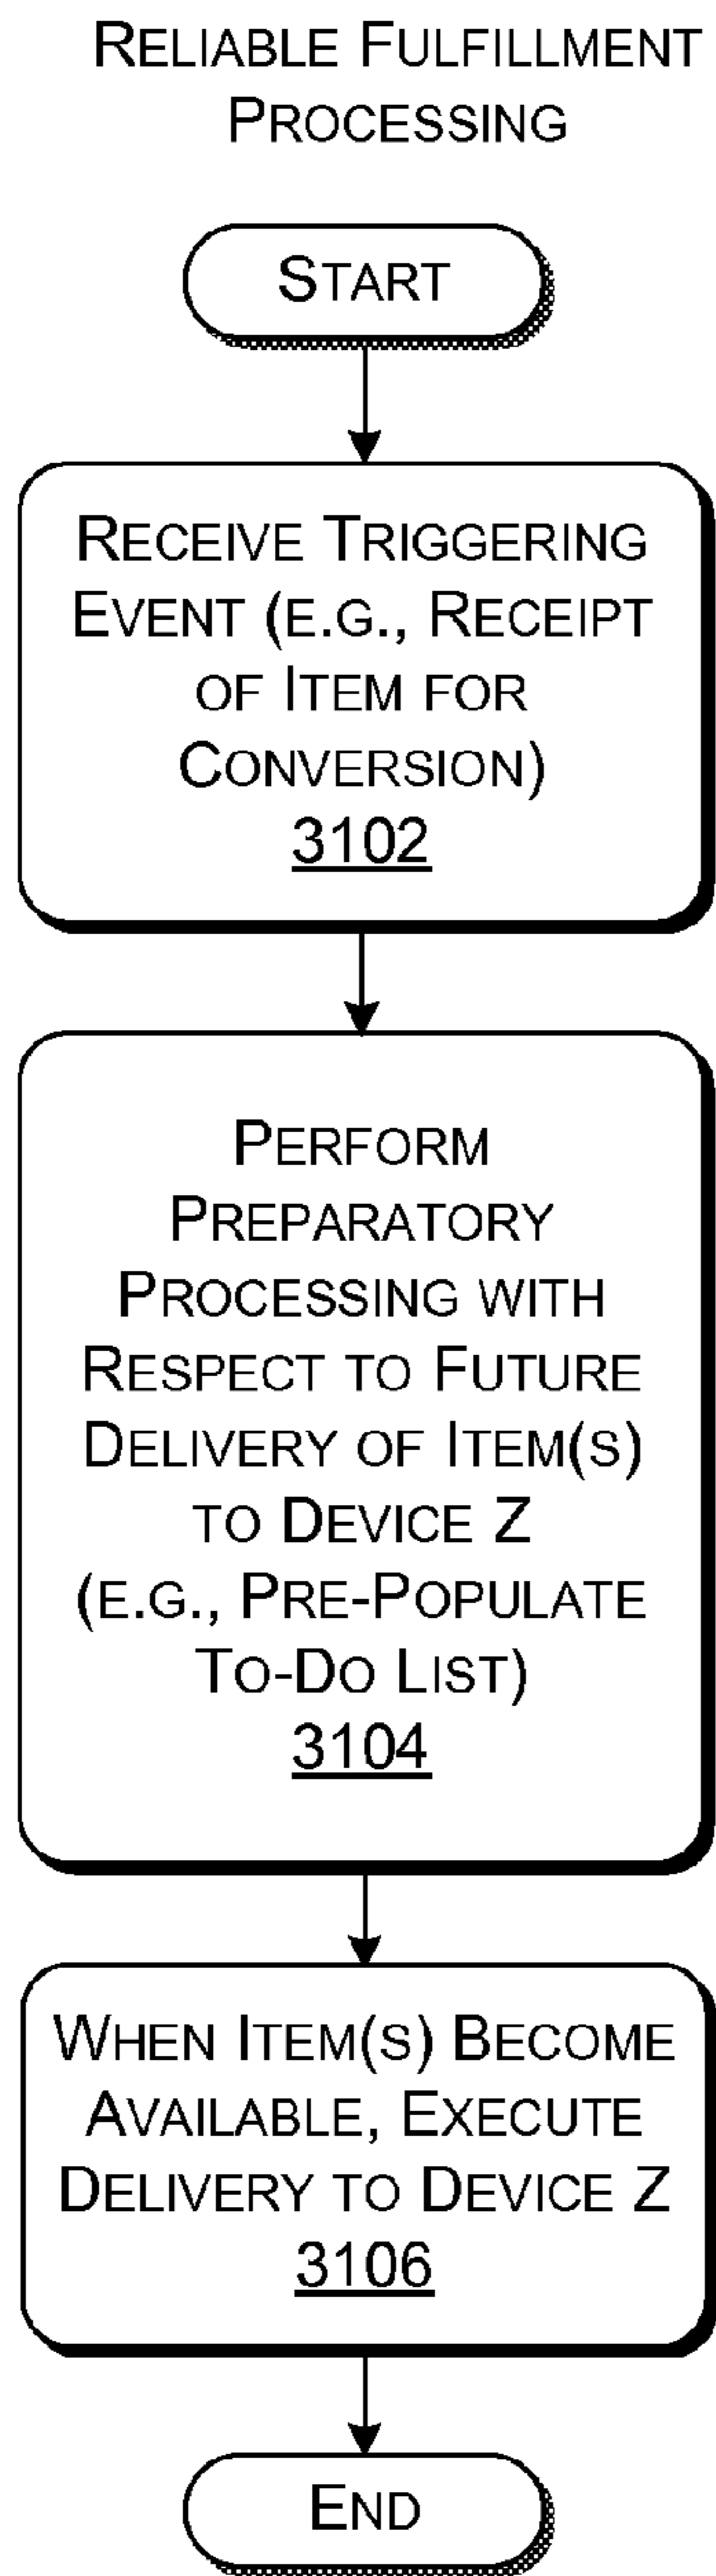 RELIABLE FULFILLMENT
PROCESSING
START
RECEIVE TRIGGERING
EVENT (E.G., RECEIPT
OF ITEM FOR
CONVERSION)
3102
PERFORM
PREPARATORY
PROCESSING WITH
RESPECT TO FUTURE
DELIVERY OF ITEM(S)
TO DEVICE Z
(E.G., PRE-POPULATE
TO-DO LIST)
3104
WHEN ITEM(S) BECOME
AVAILABLE, EXECUTE
DELIVERY TO DEVICE Z
3106
END